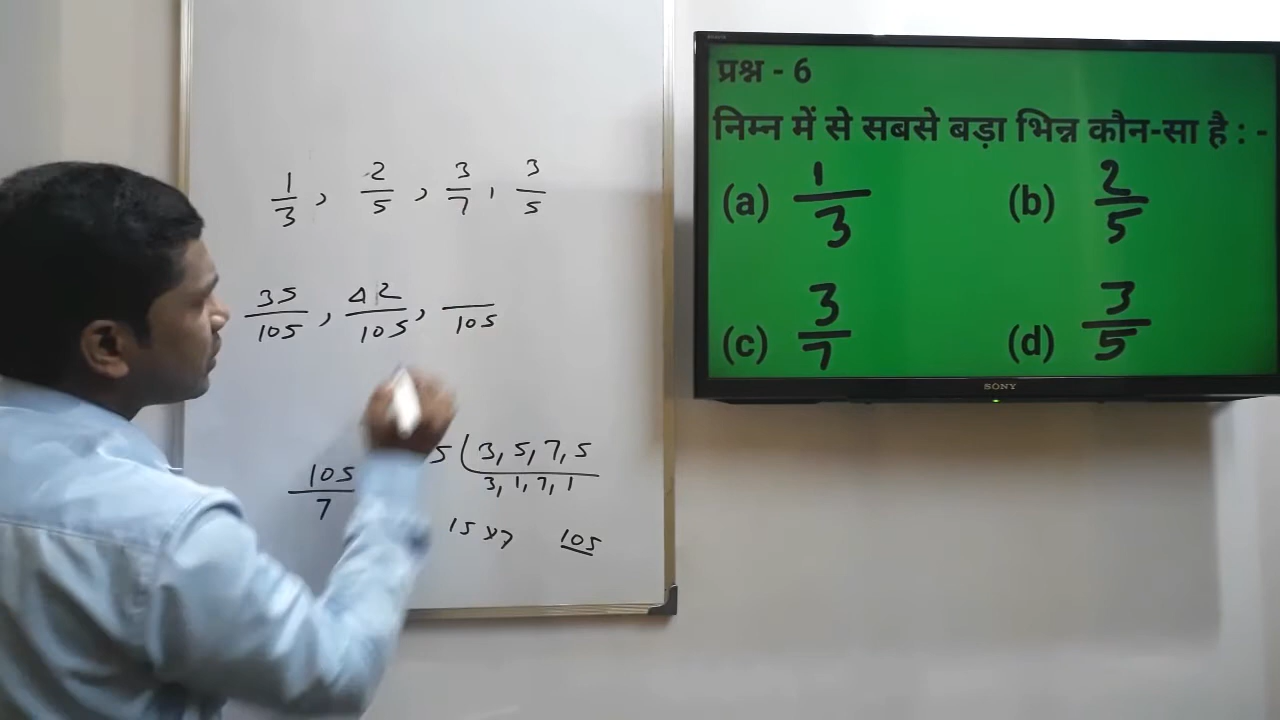 1/3, 2/5, 3/7, 3/5
35/105, 42/105, /105
105/7
5 ( 3, 5, 7, 5
3, 1, 7, 1
15 x 7 105
प्रश्न - 6
निम्न में से सबसे बड़ा भिन्न कौन-सा है : -
(a) 1/3 (b) 2/5
(c) 3/7 (d) 3/5
SONY